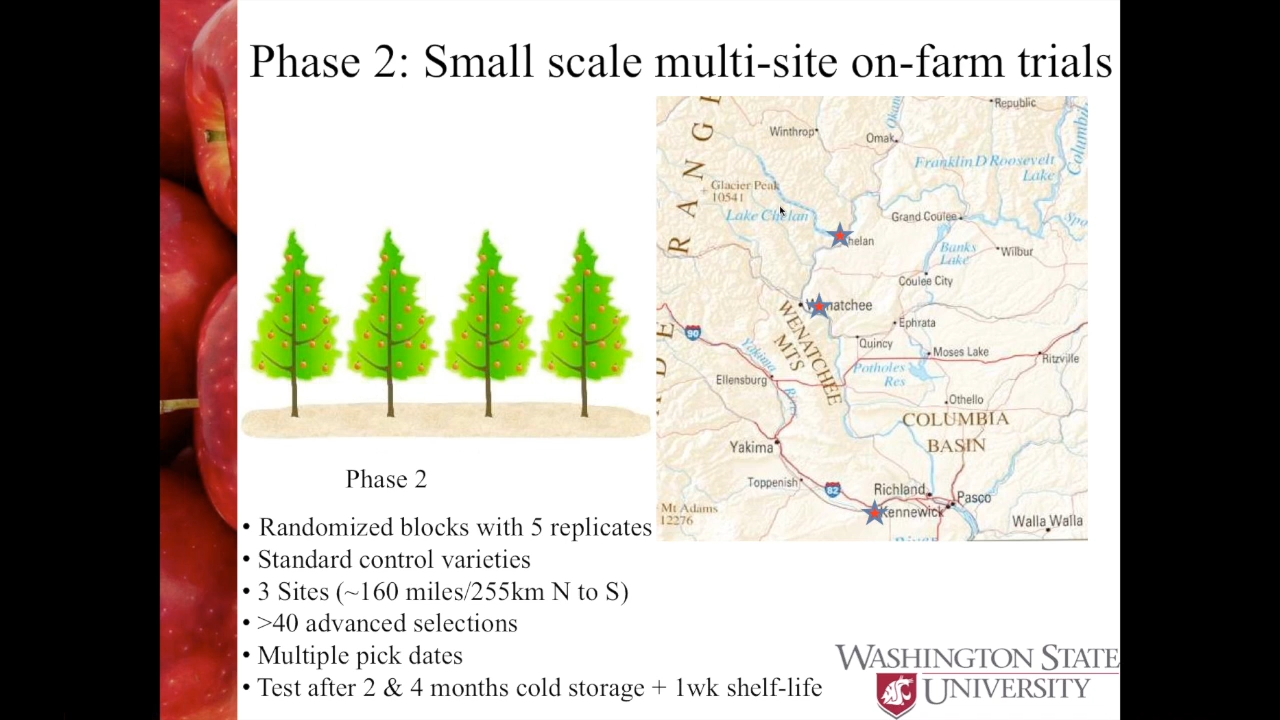 Phase 2: Small scale multi-site on-farm trials
RANGE
Republic
Winthrop
Omak
Franklin D Roosevelt
Lake
Glacier Peak
10541
Lake Chelan
Grand Coulee
Banks
Lake
Wilbur
Coulee City
WENATCHEE
MTS
Ephrata
Quincy
Moses Lake
Ritzville
90
Yakima
Potholes
Res
Ellensburg
Othello
COLUMBIA
BASIN
Yakima
Toppenish
82
Richland
Pasco
Kennewick
Mt Adams
12276
Walla Walla
Phase 2
• Randomized blocks with 5 replicates
• Standard control varieties
• 3 Sites (~160 miles/255km N to S)
• >40 advanced selections
• Multiple pick dates
• Test after 2 & 4 months cold storage + 1wk shelf-life
WASHINGTON STATE
UNIVERSITY